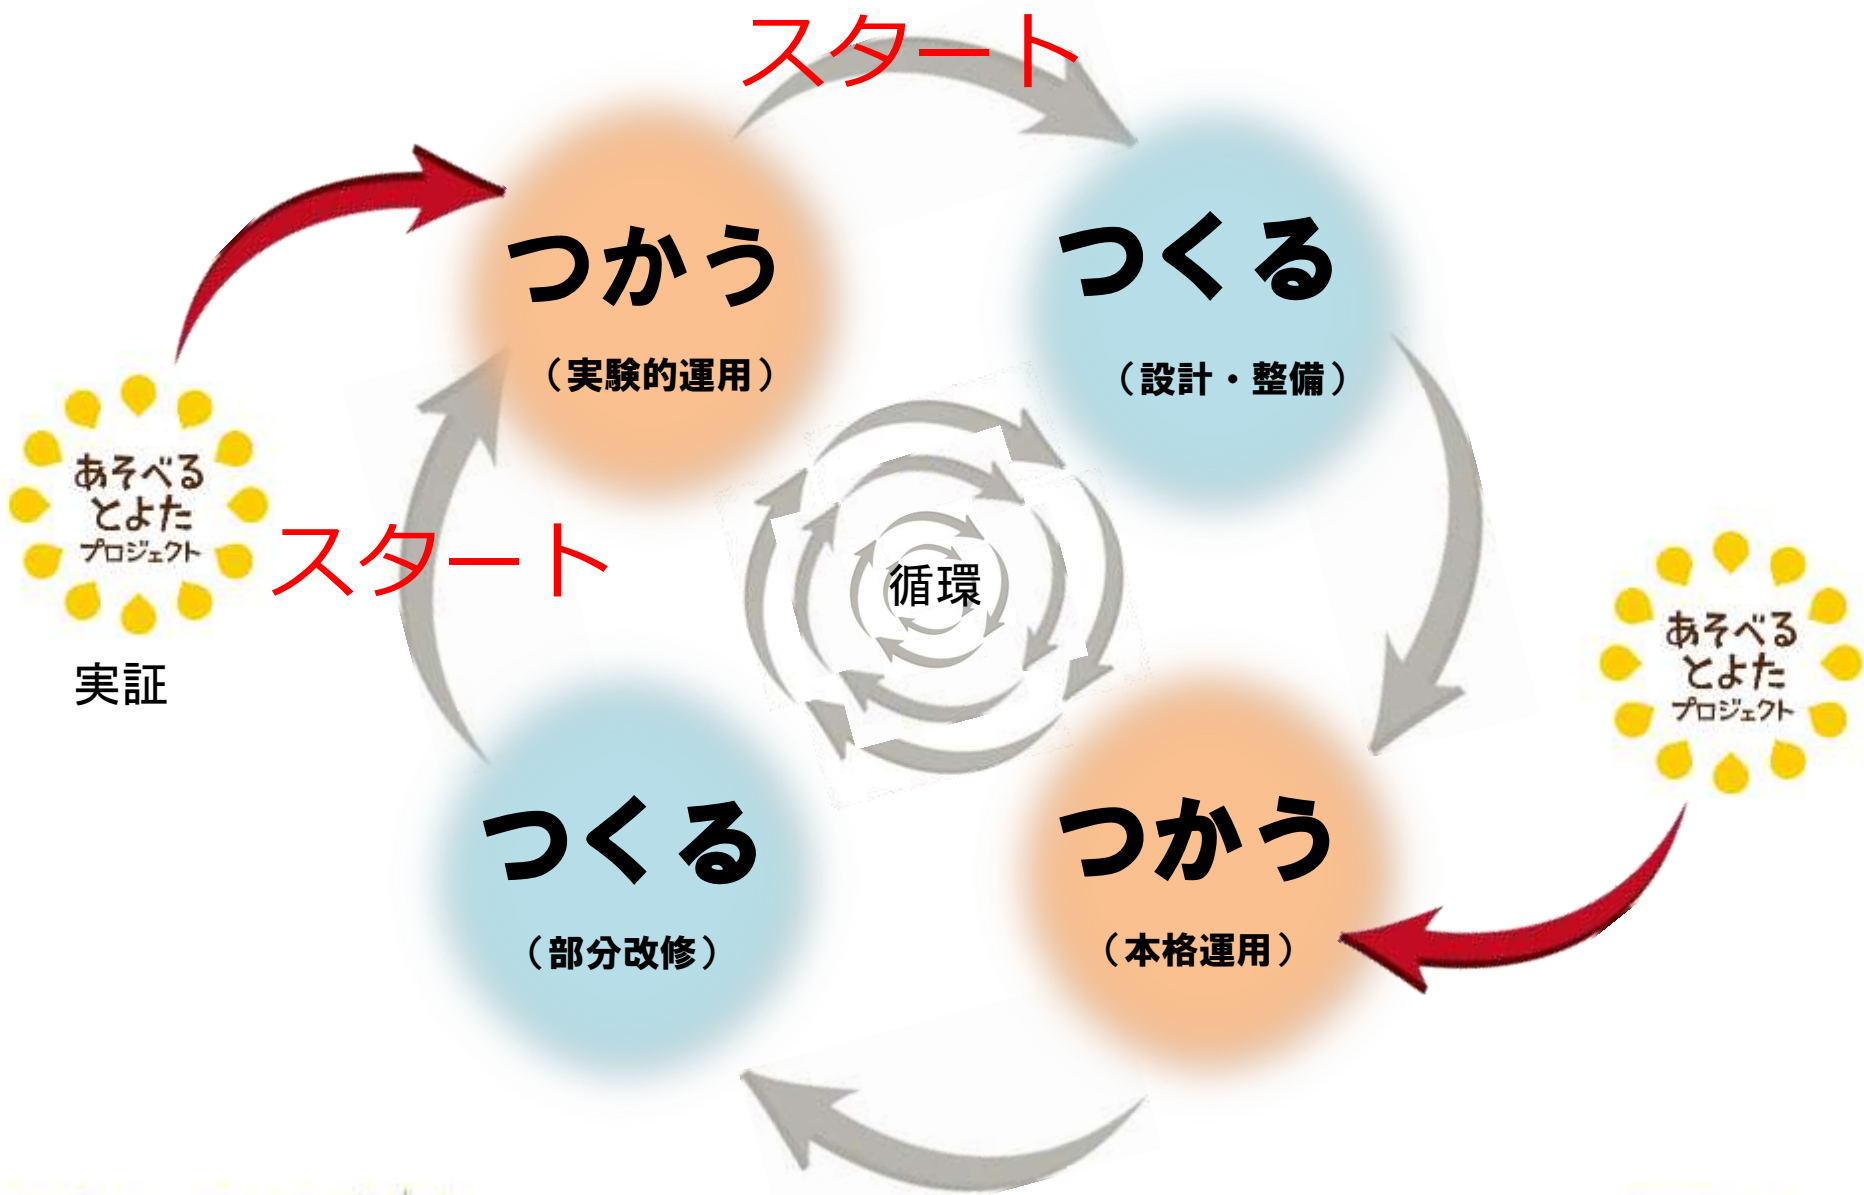 スタート
つかう
(実験的運用)
つくる
(設計・整備)
あそべる
とよた
プロジェクト
実証
スタート
循環
あそべる
とよた
プロジェクト
つくる
(部分改修)
つかう
(本格運用)